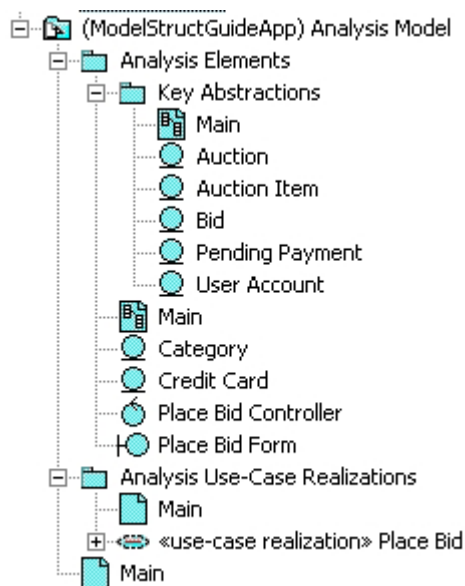 (ModelStructGuideApp) Analysis Model
Analysis Elements
Key Abstractions
Main
Auction
Auction Item
Bid
Pending Payment
User Account
Main
Category
Credit Card
Place Bid Controller
Place Bid Form
Analysis Use-Case Realizations
Main
«use-case realization» Place Bid
Main